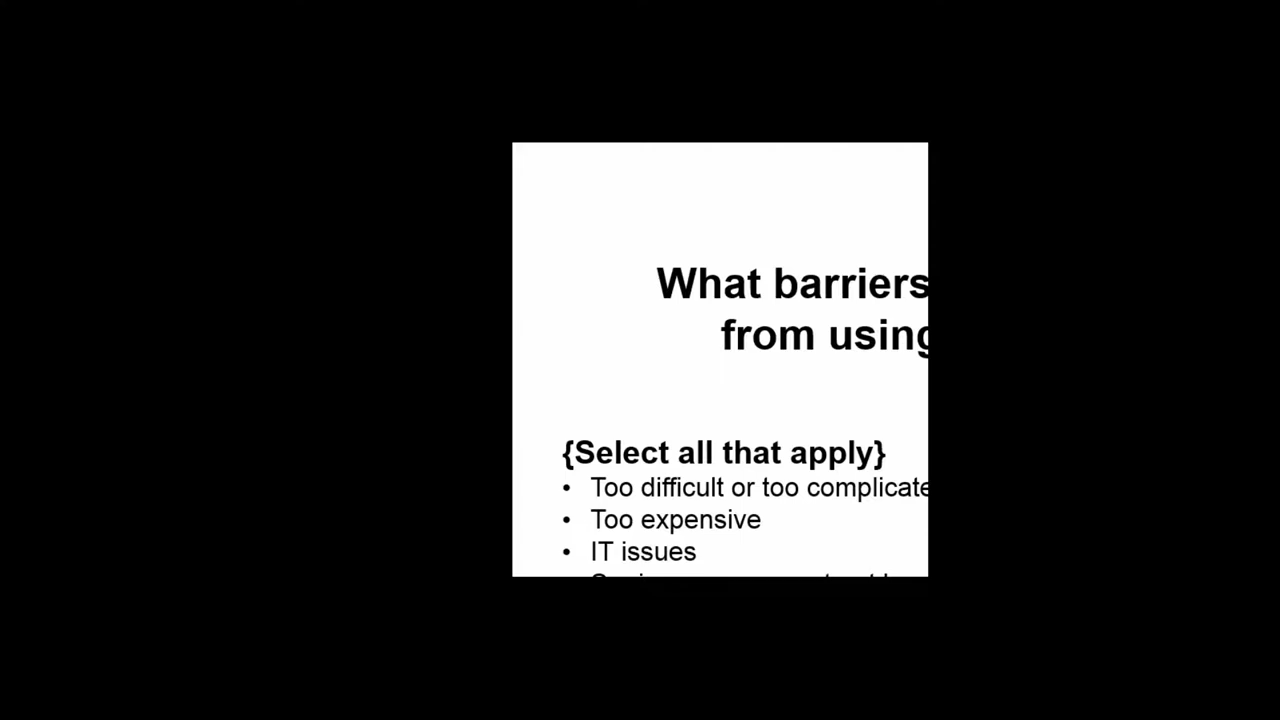 What barriers
from using
{Select all that apply}
• Too difficult or too complicate
• Too expensive
• IT issues